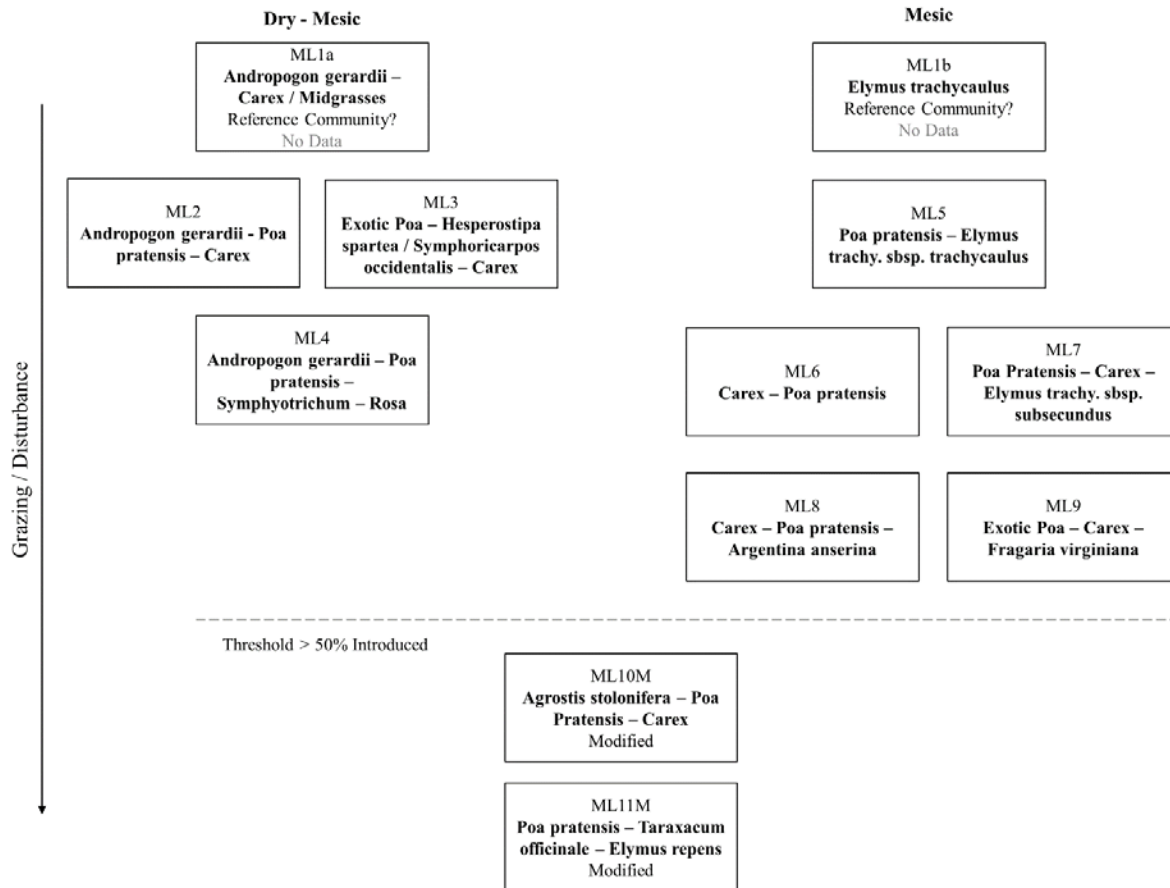 Dry - Mesic
Mesic
ML1a
Andropogon gerardii –
Carex / Midgrasses
Reference Community?
No Data
ML1b
Elymus trachycaulus
Reference Community?
No Data
ML2
Andropogon gerardii - Poa
pratensis – Carex
ML3
Exotic Poa – Hesperostipa
spartea / Symphoricarpos
occidentalis – Carex
ML5
Poa pratensis – Elymus
trachy. sbsp. trachycaulus
ML4
Andropogon gerardii – Poa
pratensis –
Symphyotrichum – Rosa
ML6
Carex – Poa pratensis
ML7
Poa Pratensis – Carex –
Elymus trachy. sbsp.
subsecundus
ML8
Carex – Poa pratensis –
Argentina anserina
ML9
Exotic Poa – Carex –
Fragaria virginiana
Grazing / Disturbance
Threshold > 50% Introduced
ML10M
Agrostis stolonifera – Poa
Pratensis – Carex
Modified
ML11M
Poa pratensis – Taraxacum
officinale – Elymus repens
Modified